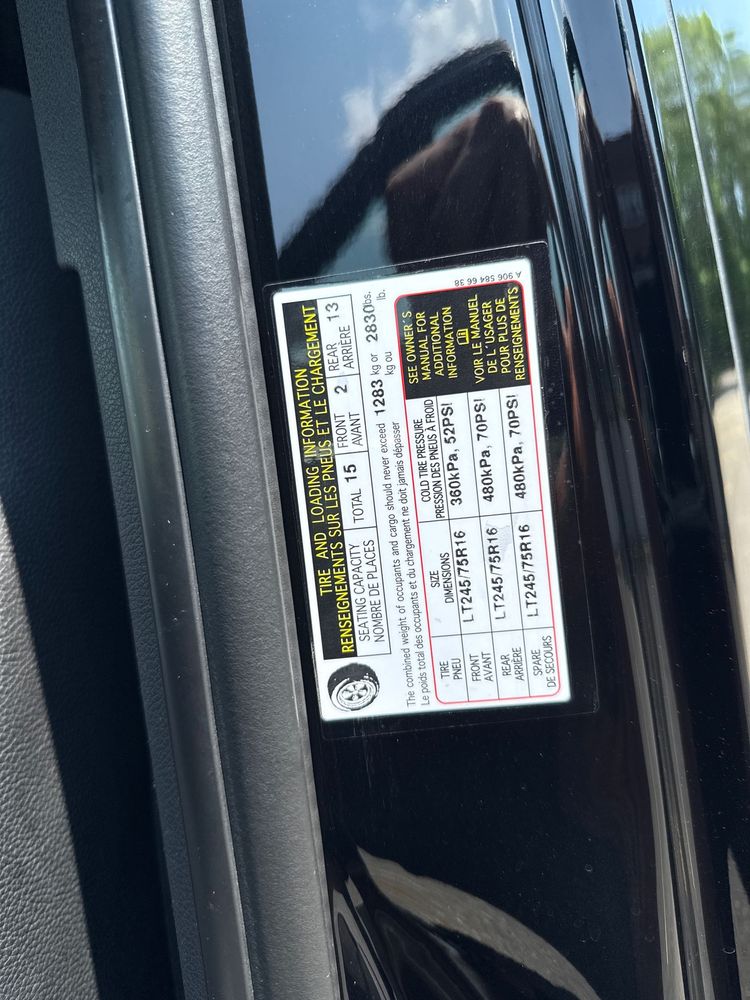 TIRE AND LOADING INFORMATION
RENSEIGNEMENTS SUR LES PNEUS ET LE CHARGEMENT
SEATING CAPACITY TOTAL 15 FRONT 2 REAR 13
NOMBRE DE PLACES AVANT ARRIÈRE
The combined weight of occupants and cargo should never exceed 1283 kg or 2830 lbs.
Le poids total des occupants et du chargement ne doit jamais dépasser kg ou lb.
TIRE SIZE COLD TIRE PRESSURE
PNEU DIMENSIONS PRESSION DES PNEUS À FROID
FRONT LT245/75R16 360kPa, 52PSI
AVANT
REAR LT245/75R16 480kPa, 70PSI
ARRIÈRE
SPARE LT245/75R16 480kPa, 70PSI
DE SECOURS
SEE OWNER'S
MANUAL FOR
ADDITIONAL
INFORMATION
VOIR LE MANUEL
DE L'USAGER
POUR PLUS DE
RENSEIGNEMENTS
A 906 584 66 38